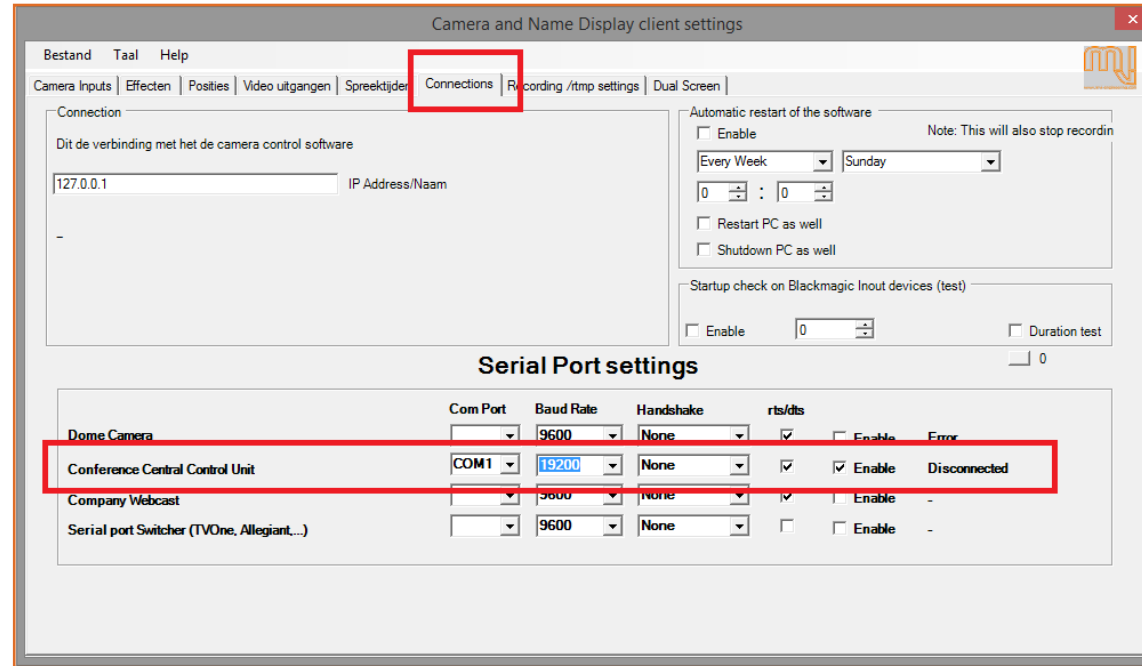 Camera and Name Display client settings
Bestand Taal Help
Camera Inputs Effecten Posities Video uitgangen Spreektijden Connections Recording /rtmp settings Dual Screen
Connection
Dit de verbinding met het de camera control software
127.0.0.1 IP Address/Naam
-
Automatic restart of the software
Enable Note: This will also stop recordin
Every Week Sunday
0 : 0
Restart PC as well
Shutdown PC as well
Startup check on Blackmagic Inout devices (test)
Enable 0 Duration test
0
Serial Port settings
Com Port Baud Rate Handshake rts/dts
Dome Camera 9600 None Enable Error
Conference Central Control Unit COM1 19200 None Enable Disconnected
Company Webcast 9600 None Enable -
Serial port Switcher (TVOne, Allegiant,...) 9600 None Enable -